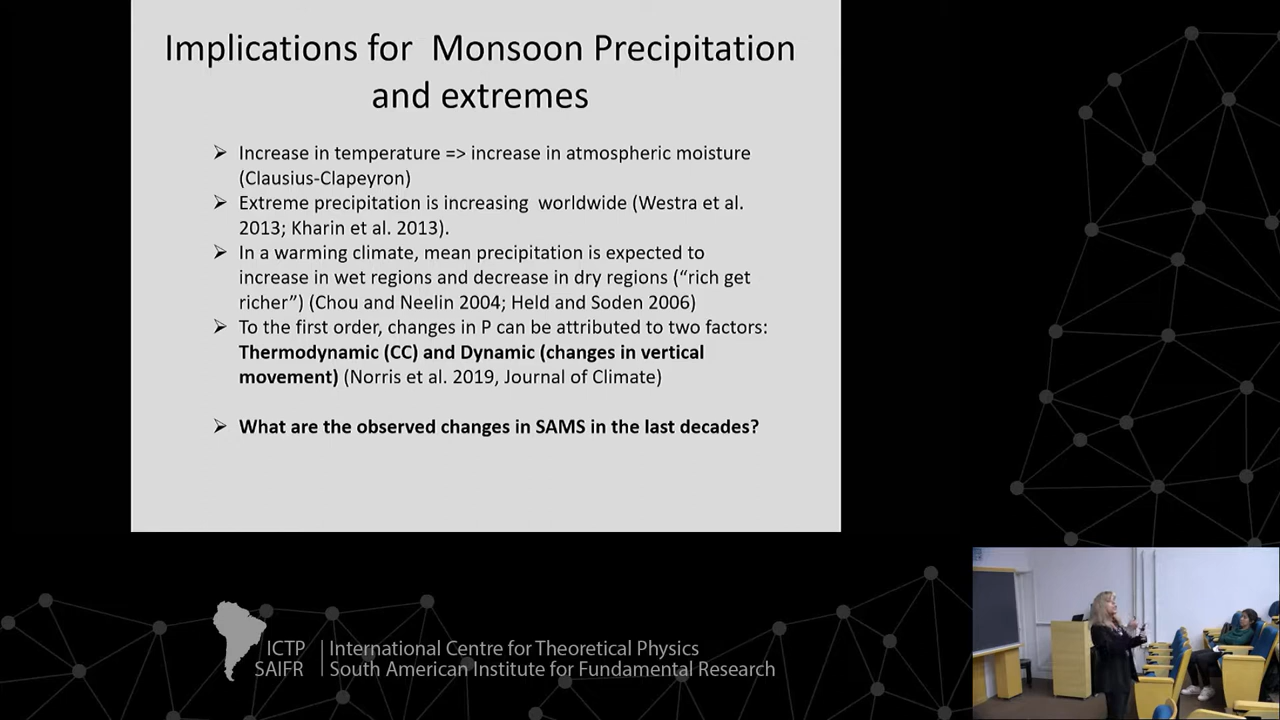 Implications for Monsoon Precipitation
and extremes
➢ Increase in temperature => increase in atmospheric moisture
(Clausius-Clapeyron)
➢ Extreme precipitation is increasing worldwide (Westra et al.
2013; Kharin et al. 2013).
➢ In a warming climate, mean precipitation is expected to
increase in wet regions and decrease in dry regions (“rich get
richer”) (Chou and Neelin 2004; Held and Soden 2006)
➢ To the first order, changes in P can be attributed to two factors:
Thermodynamic (CC) and Dynamic (changes in vertical
movement) (Norris et al. 2019, Journal of Climate)
➢ What are the observed changes in SAMS in the last decades?
ICTP | International Centre for Theoretical Physics
SAIFR | South American Institute for Fundamental Research